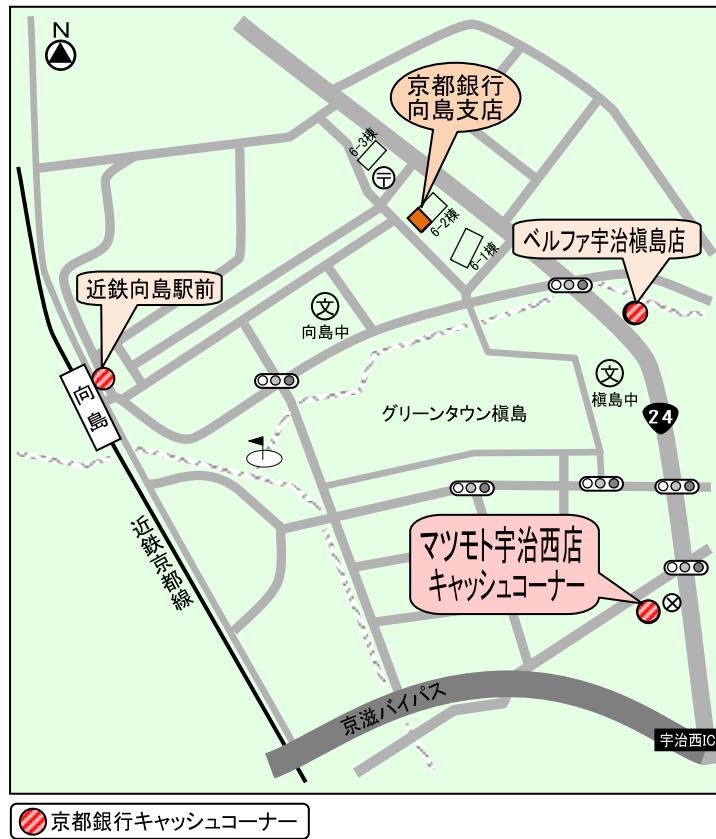 N
京都銀行
向島支店
6-3棟
〒
6-2棟
6-1棟
ベルファ宇治槇島店
近鉄向島駅前
文
向島中
文
槇島中
向島
グリーンタウン槇島
24
マツモト宇治西店
キャッシュコーナー
近鉄京都線
京滋バイパス
宇治西IC
京都銀行キャッシュコーナー